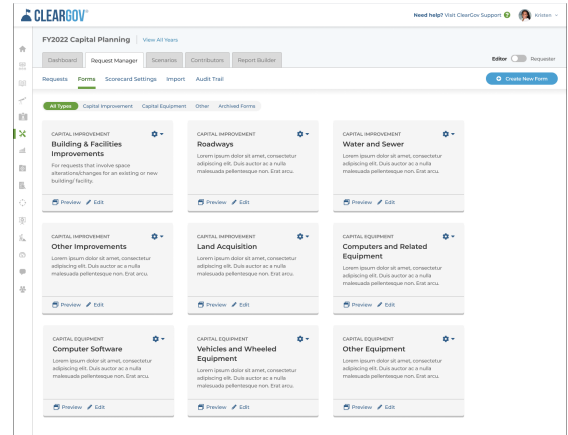 CLEARGOV
Need help? Visit ClearGov Support
Kristen
FY2022 Capital Planning
View All Years
Dashboard
Request Manager
Scenarios
Contributors
Report Builder
Editor
Requester
Requests
Forms
Scorecard Settings
Import
Audit Trail
Create New Form
All Types
Capital Improvement
Capital Equipment
Other
Archived Forms
CAPITAL IMPROVEMENT
Building & Facilities
Improvements
For requests that involve space
alterations/changes for an existing or new
building/ facility.
Preview
Edit
CAPITAL IMPROVEMENT
Roadways
Lorem ipsum dolor sit amet, consectetur
adipiscing elit. Duis auctor ac a nulla
malesuada pellentesque non. Erat arcu.
Preview
Edit
CAPITAL IMPROVEMENT
Water and Sewer
Lorem ipsum dolor sit amet, consectetur
adipiscing elit. Duis auctor ac a nulla
malesuada pellentesque non. Erat arcu.
Preview
Edit
CAPITAL IMPROVEMENT
Other Improvements
Lorem ipsum dolor sit amet, consectetur
adipiscing elit. Duis auctor ac a nulla
malesuada pellentesque non. Erat arcu.
Preview
Edit
CAPITAL IMPROVEMENT
Land Acquisition
Lorem ipsum dolor sit amet, consectetur
adipiscing elit. Duis auctor ac a nulla
malesuada pellentesque non. Erat arcu.
Preview
Edit
CAPITAL EQUIPMENT
Computers and Related
Equipment
Lorem ipsum dolor sit amet, consectetur
adipiscing elit. Duis auctor ac a nulla
malesuada pellentesque non. Erat arcu.
Preview
Edit
CAPITAL EQUIPMENT
Computer Software
Lorem ipsum dolor sit amet, consectetur
adipiscing elit. Duis auctor ac a nulla
malesuada pellentesque non. Erat arcu.
Preview
Edit
CAPITAL EQUIPMENT
Vehicles and Wheeled
Equipment
Lorem ipsum dolor sit amet, consectetur
adipiscing elit. Duis auctor ac a nulla
malesuada pellentesque non. Erat arcu.
Preview
Edit
CAPITAL EQUIPMENT
Other Equipment
Lorem ipsum dolor sit amet, consectetur
adipiscing elit. Duis auctor ac a nulla
malesuada pellentesque non. Erat arcu.
Preview
Edit